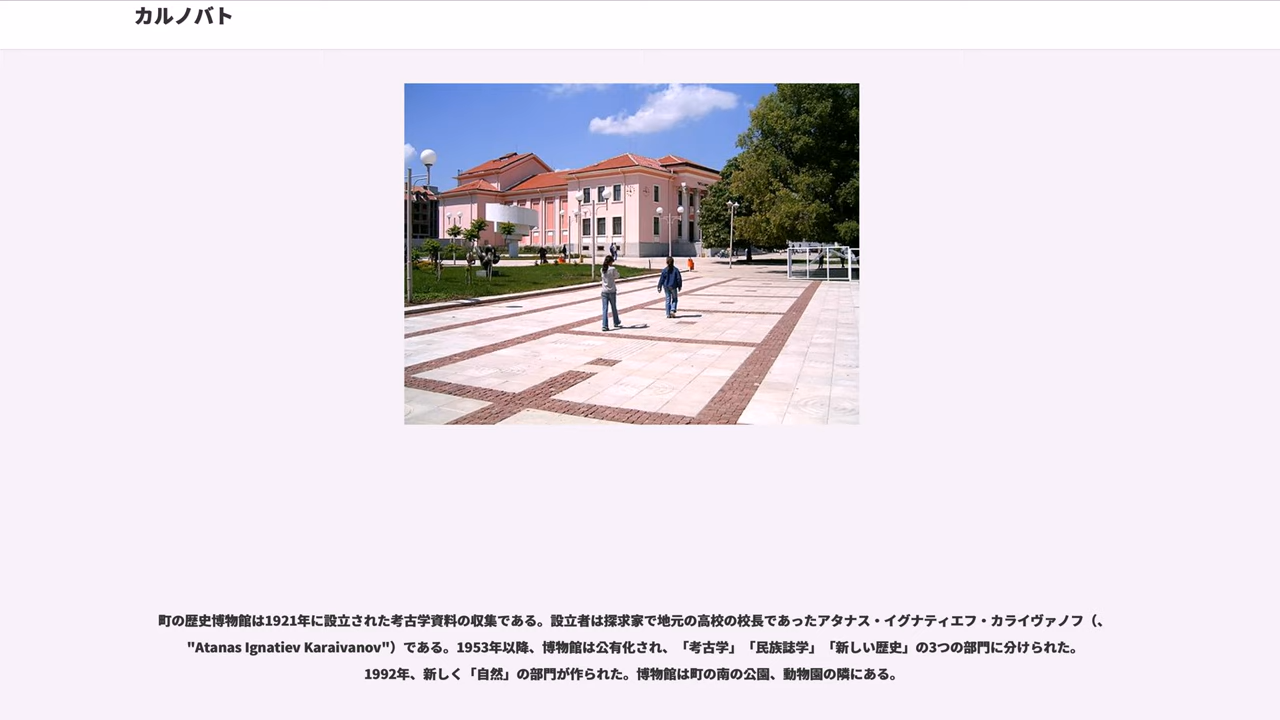 カルノバト
町の歴史博物館は1921年に設立された考古学資料の収集である。設立者は探求家で地元の高校の校長であったアタナス・イグナティエフ・カライヴァノフ（、
"Atanas Ignatiev Karaivanov"）である。1953年以降、博物館は公有化され、「考古学」「民族誌学」「新しい歴史」の3つの部門に分けられた。
1992年、新しく「自然」の部門が作られた。博物館は町の南の公園、動物園の隣にある。